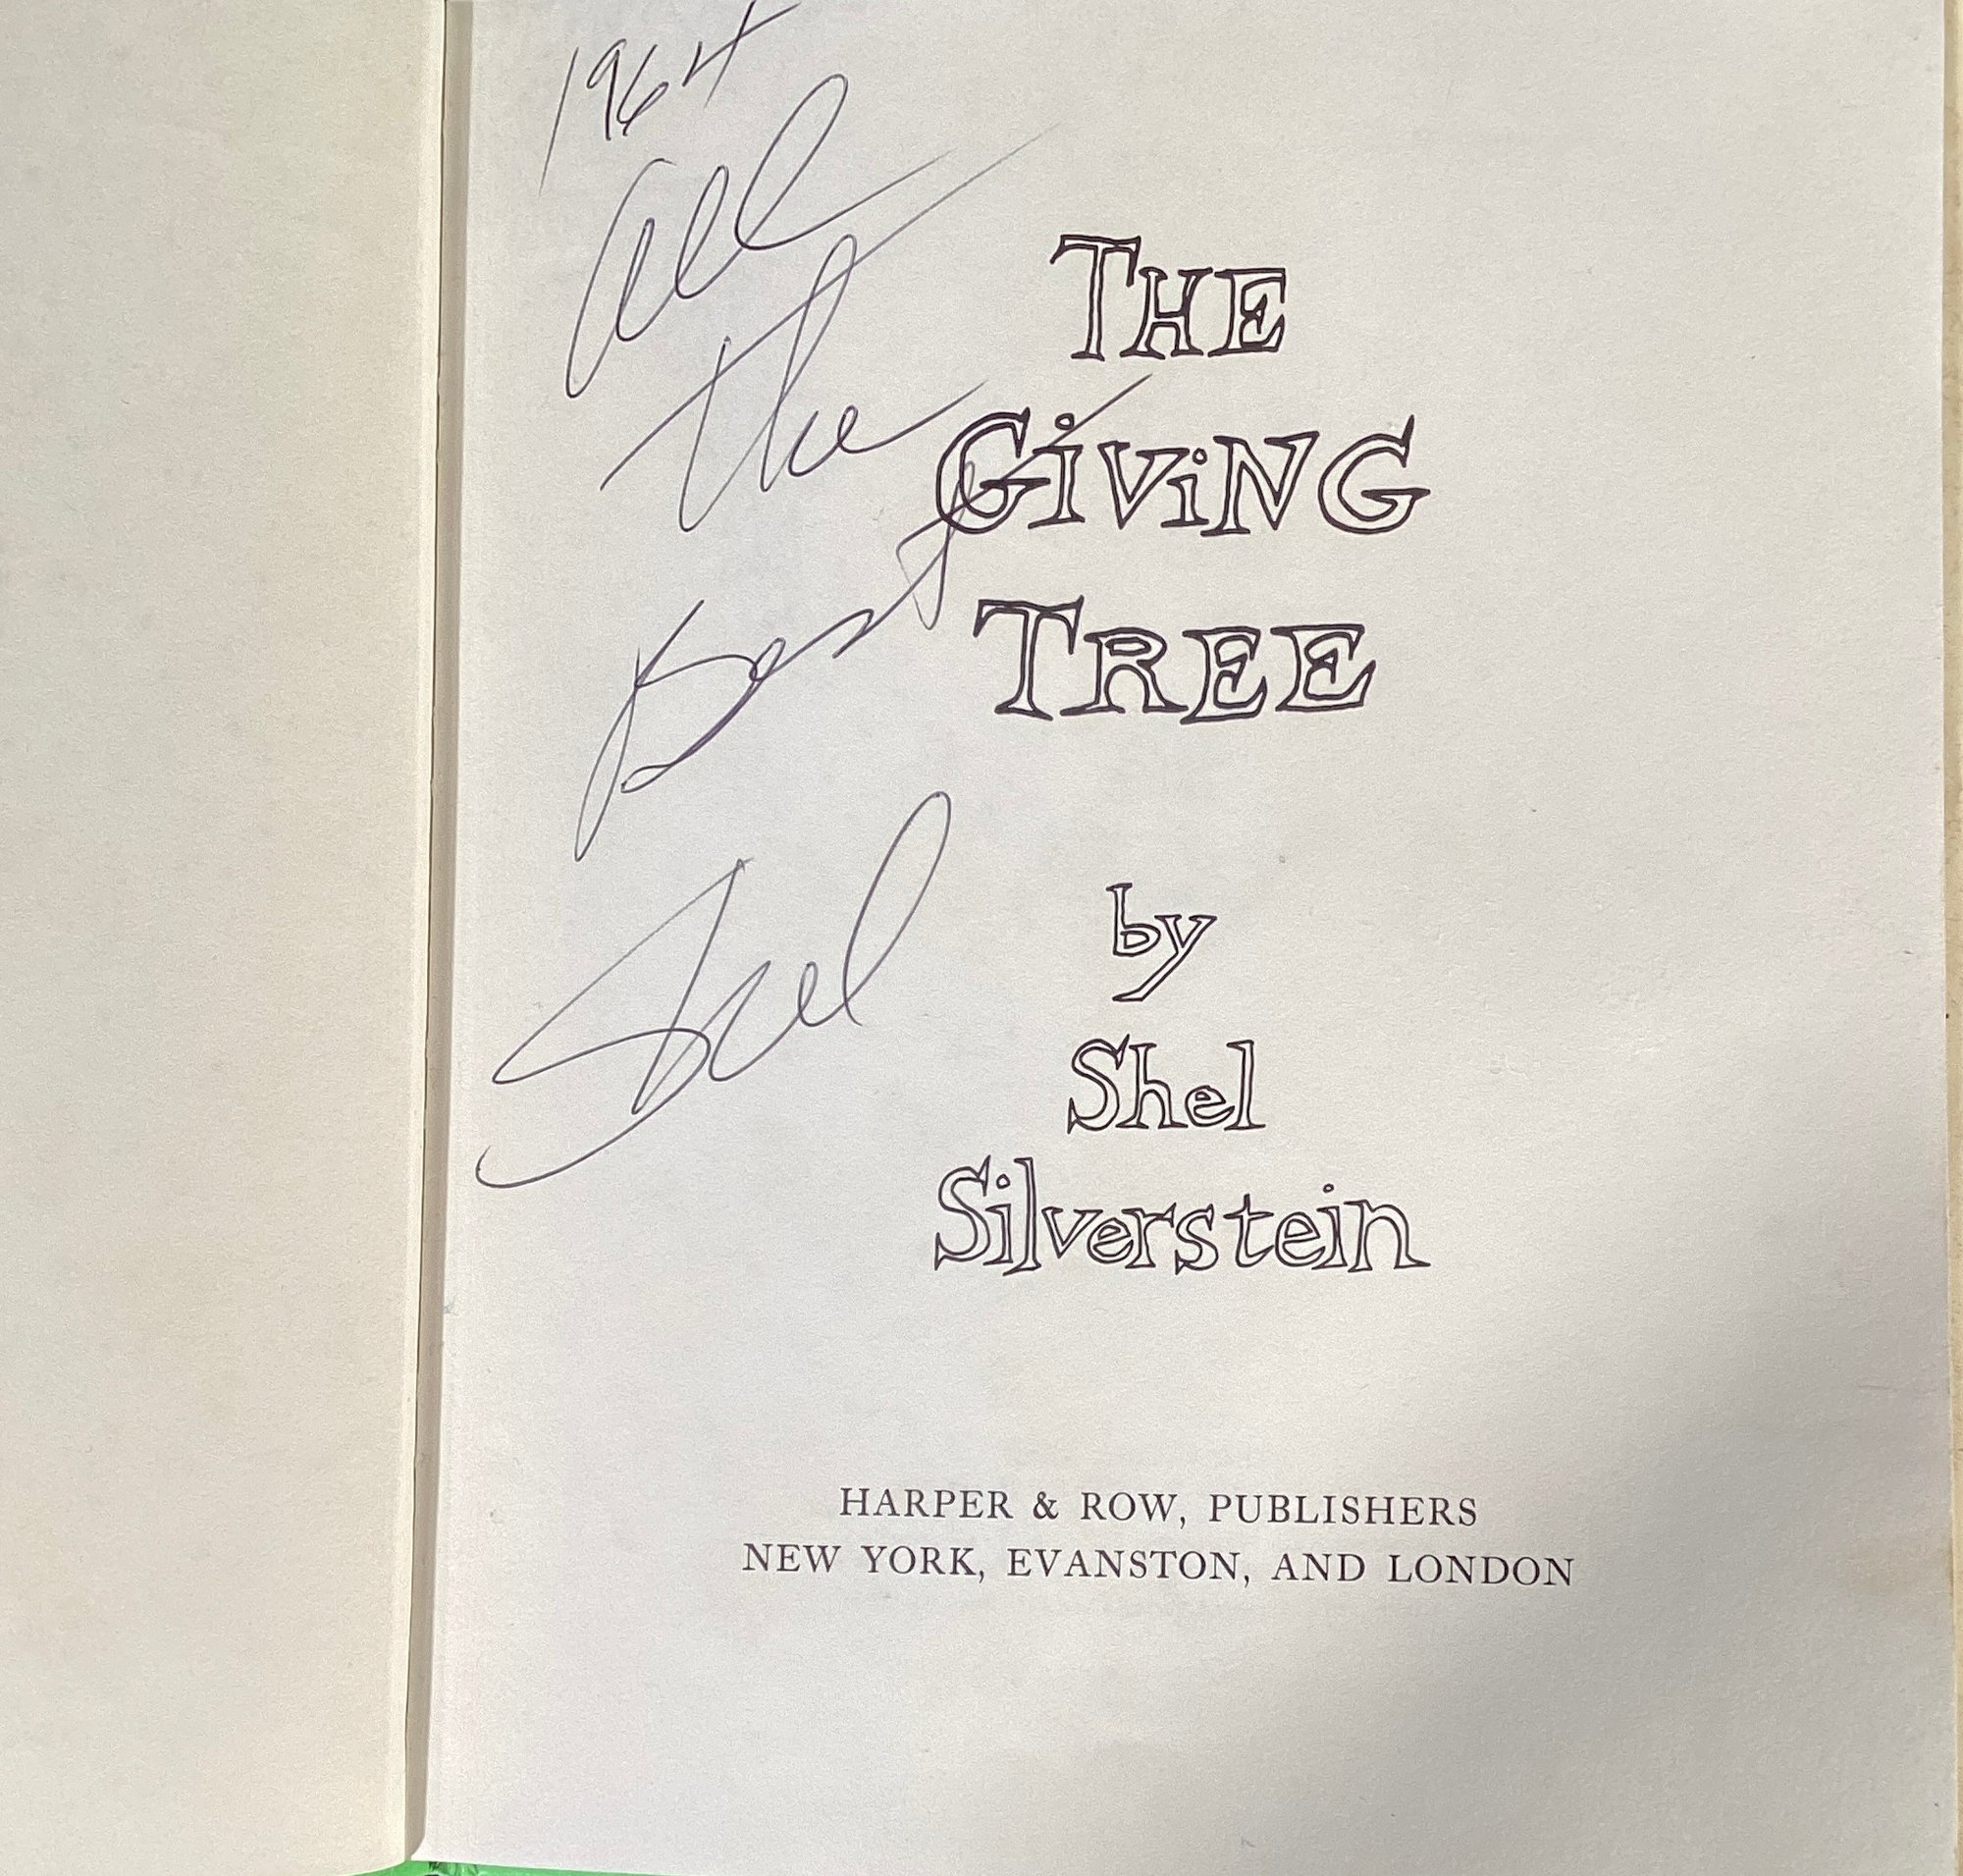 1964
All
the
Best
Shel
THE
GiViNG
TREE
by
Shel
Silverstein
HARPER & ROW, PUBLISHERS
NEW YORK, EVANSTON, AND LONDON